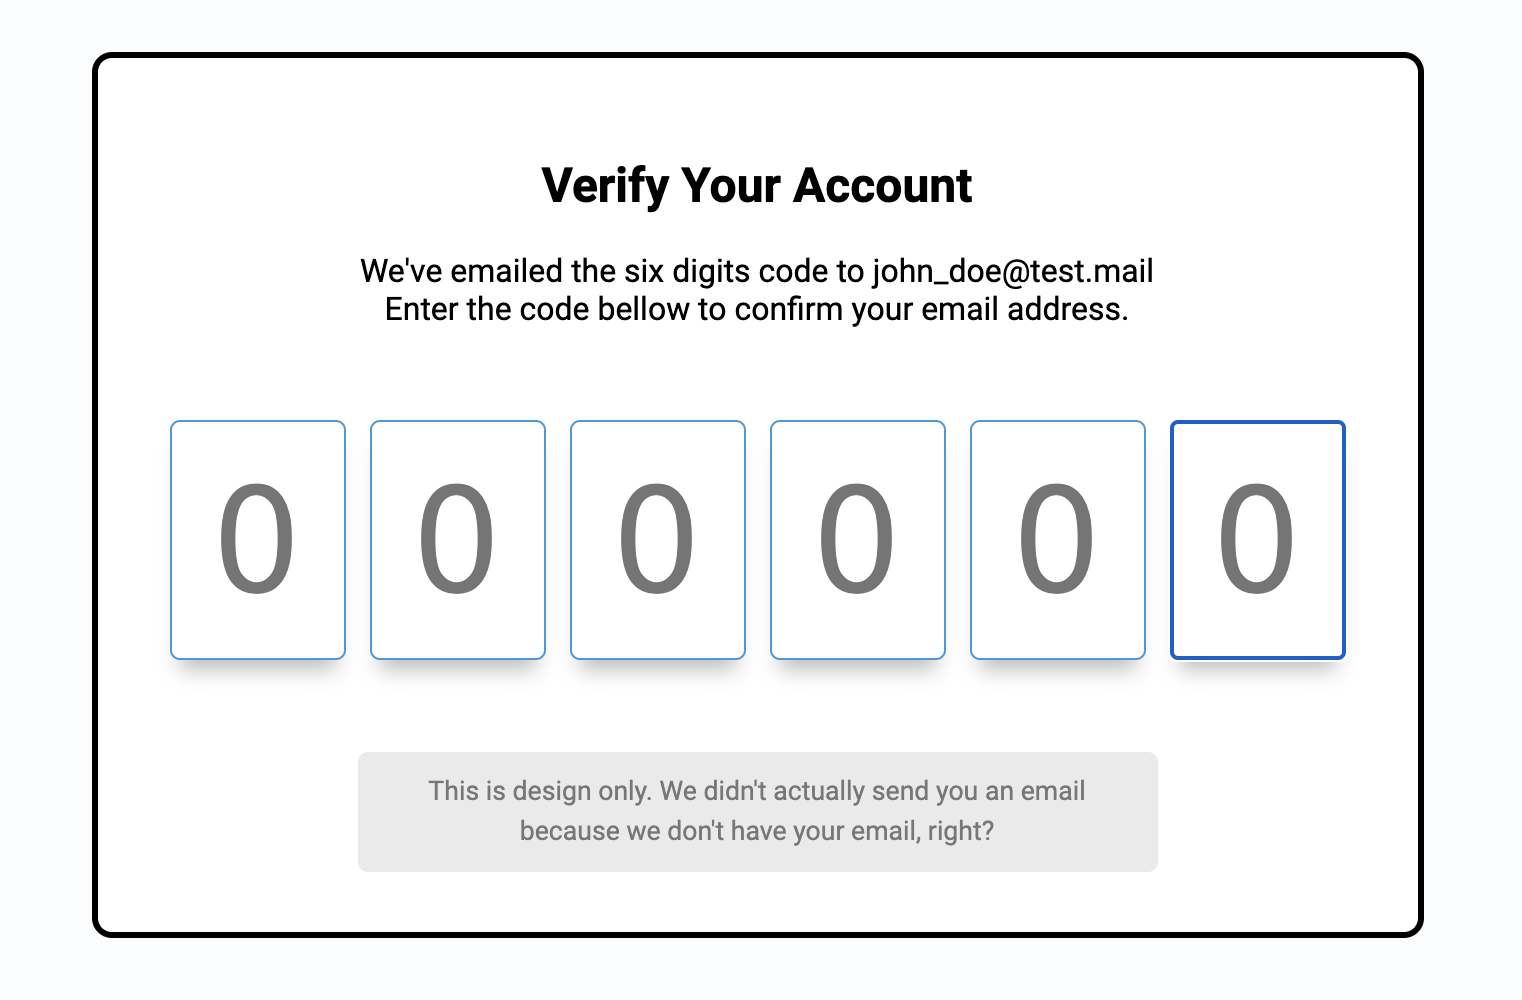 Verify Your Account
We've emailed the six digits code to john_doe@test.mail
Enter the code bellow to confirm your email address.
0 0 0 0 0 0
This is design only. We didn't actually send you an email
because we don't have your email, right?